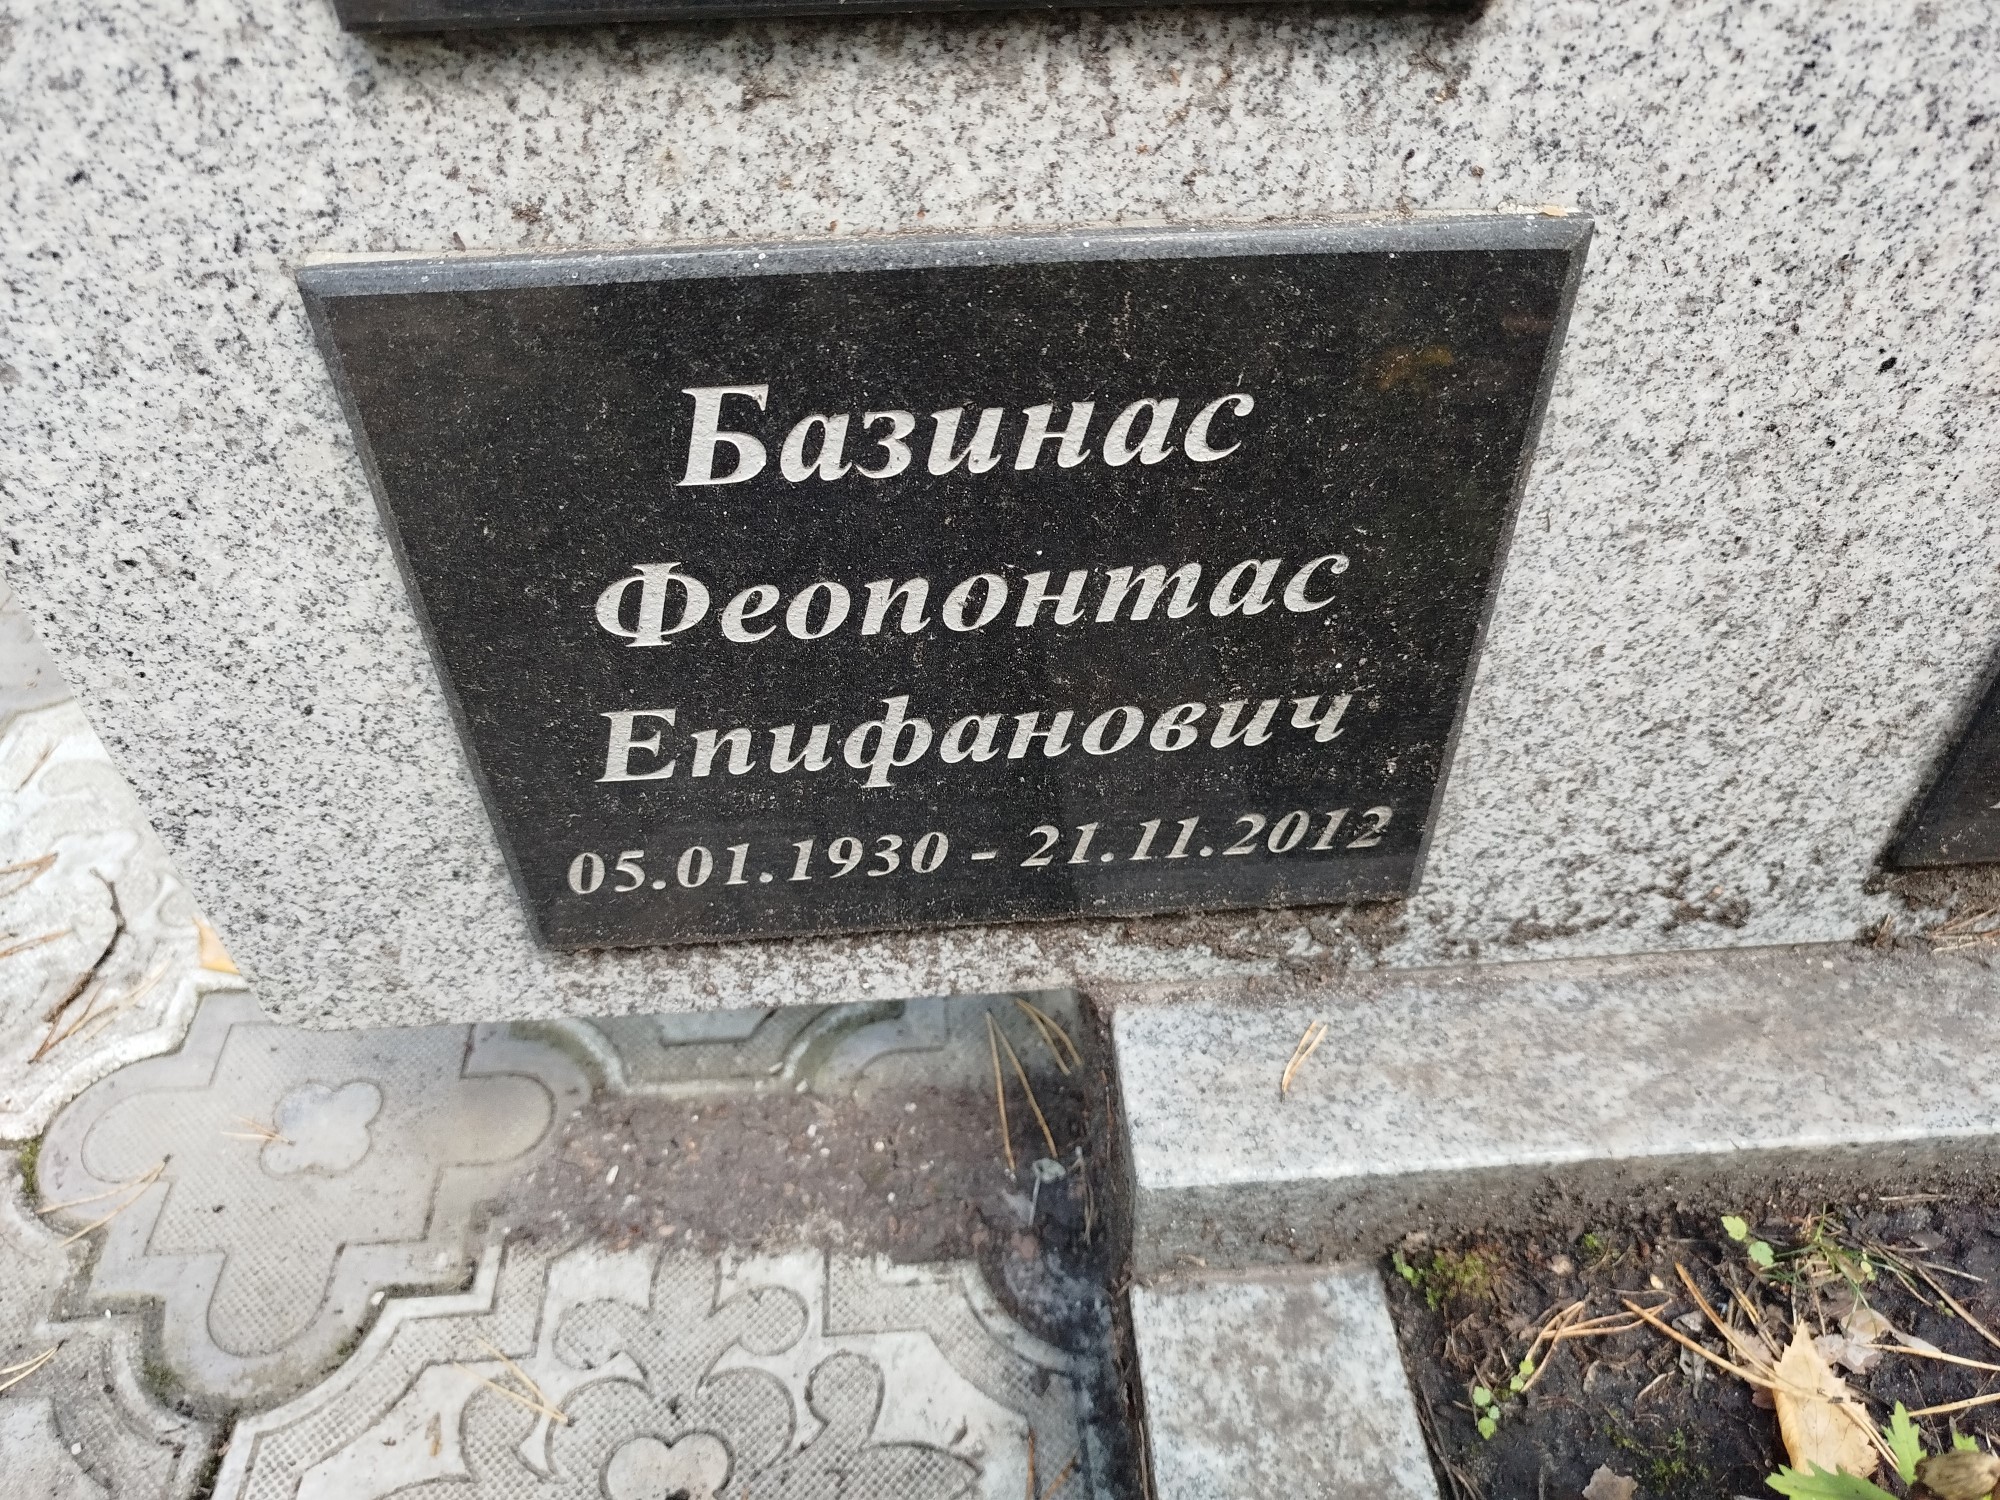 Базинас
Феопонтас
Епифанович
05.01.1930 - 21.11.2012